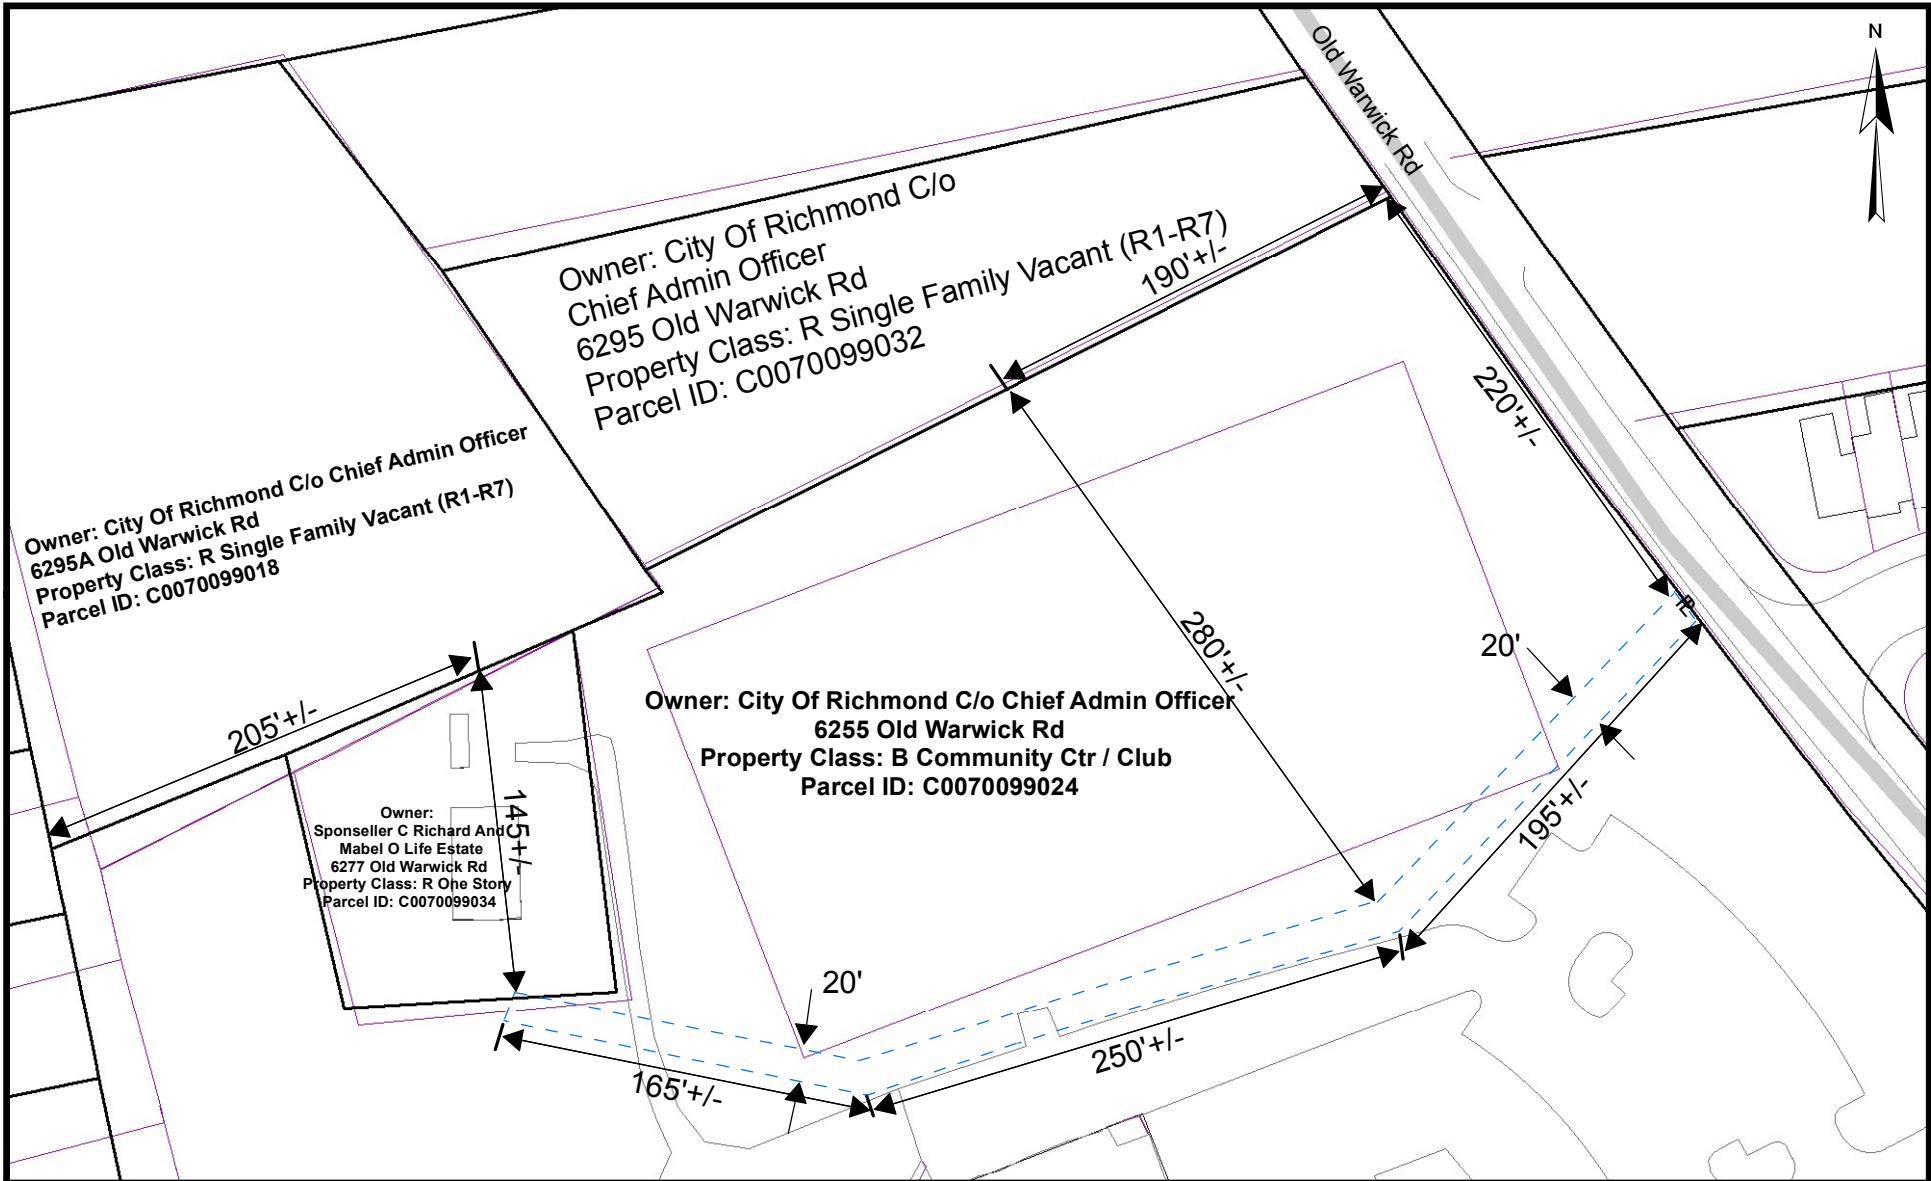 N
Old Warwick Rd
Owner: City Of Richmond C/o
Chief Admin Officer
6295 Old Warwick Rd
Property Class: R Single Family Vacant (R1-R7)
Parcel ID: C0070099032
190'+/-
220'+/-
Owner: City Of Richmond C/o Chief Admin Officer
6295A Old Warwick Rd
Property Class: R Single Family Vacant (R1-R7)
Parcel ID: C0070099018
280'+/-
20'
Owner: City Of Richmond C/o Chief Admin Officer
6255 Old Warwick Rd
Property Class: B Community Ctr / Club
Parcel ID: C0070099024
205'+/-
195'+/-
145'+/-
Owner:
Sponseller C Richard And
Mabel O Life Estate
6277 Old Warwick Rd
Property Class: R One Story
Parcel ID: C0070099034
20'
250'+/-
165'+/-